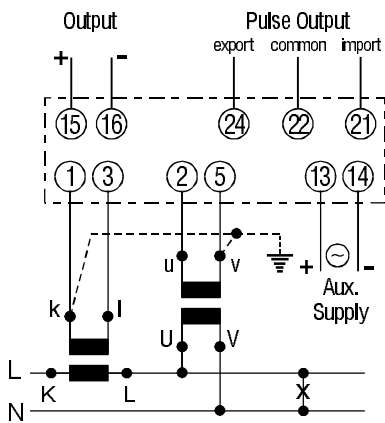 Output Pulse Output
export common import
+ -
15 16 24 22 21
1 3 2 5 13 14
u v
+ ~ -
k l
Aux.
Supply
U V
L
K L X
N